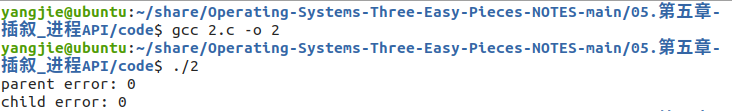 yangjie@ubuntu:~/share/Operating-Systems-Three-Easy-Pieces-NOTES-main/05.第五章-
插叙_进程API/code$ gcc 2.c -o 2
yangjie@ubuntu:~/share/Operating-Systems-Three-Easy-Pieces-NOTES-main/05.第五章-
插叙_进程API/code$ ./2
parent error: 0
child error: 0